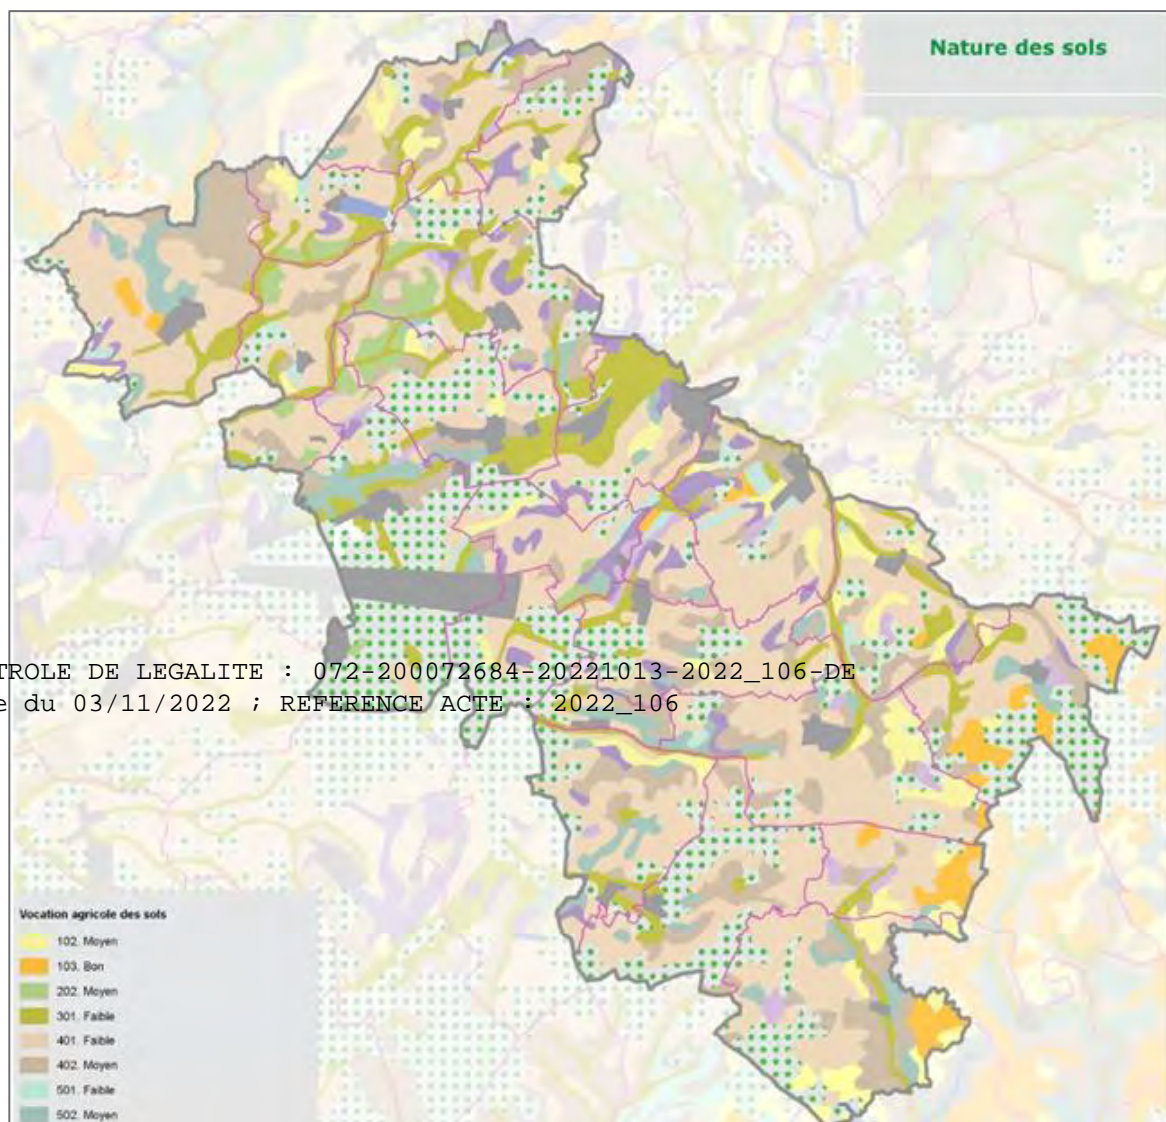 Nature des sols
TROLE DE LEGALITE : 072-200072684-20221013-2022_106-DE
e du 03/11/2022 ; REFERENCE ACTE : 2022_106
Vocation agricole des sols
102. Moyen
103. Bon
202. Moyen
301. Faible
401. Faible
402. Moyen
501. Faible
502. Moyen